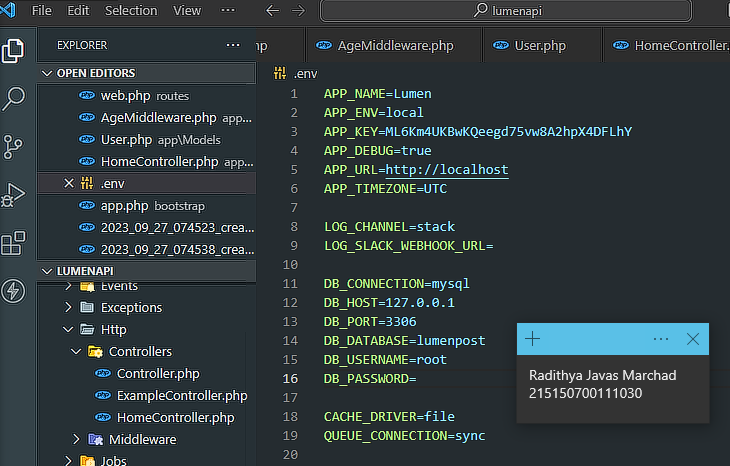 File Edit Selection View ··· lumenapi
EXPLORER ···
OPEN EDITORS
web.php routes
AgeMiddleware.php app...
User.php app\Models
HomeController.php app...
.env
app.php bootstrap
2023_09_27_074523_crea...
2023_09_27_074538_crea...
LUMENAPI
Events
Exceptions
Http
Controllers
Controller.php
ExampleController.php
HomeController.php
Middleware
Jobs
hp AgeMiddleware.php User.php HomeController.
.env
1 APP_NAME=Lumen
2 APP_ENV=local
3 APP_KEY=ML6Km4UKBwKQeegd75vw8A2hpX4DFLhY
4 APP_DEBUG=true
5 APP_URL=http://localhost
6 APP_TIMEZONE=UTC
7
8 LOG_CHANNEL=stack
9 LOG_SLACK_WEBHOOK_URL=
10
11 DB_CONNECTION=mysql
12 DB_HOST=127.0.0.1
13 DB_PORT=3306
14 DB_DATABASE=lumenpost
15 DB_USERNAME=root
16 DB_PASSWORD=
17
18 CACHE_DRIVER=file
19 QUEUE_CONNECTION=sync
20
Radithya Javas Marchad
215150700111030